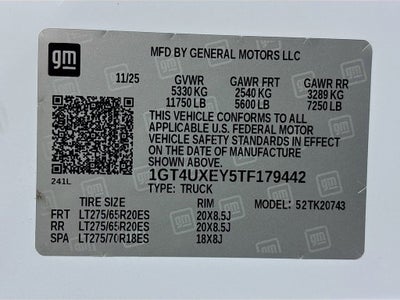 gm
MFD BY GENERAL MOTORS LLC
11/25 GVWR GAWR FRT GAWR RR
5330 KG 2540 KG 3289 KG
11750 LB 5600 LB 7250 LB
THIS VEHICLE CONFORMS TO ALL
APPLICABLE U.S. FEDERAL MOTOR
VEHICLE SAFETY STANDARDS IN EFFECT
ON THE DATE OF MANUFACTURE
SHOWN ABOVE.
241L 1GT4UXEY5TF179442
TYPE: TRUCK
TIRE SIZE RIM MODEL: 52TK20743
FRT LT275/65R20ES 20X8.5J
RR LT275/65R20ES 20X8.5J
SPA LT275/70R18ES 18X8J